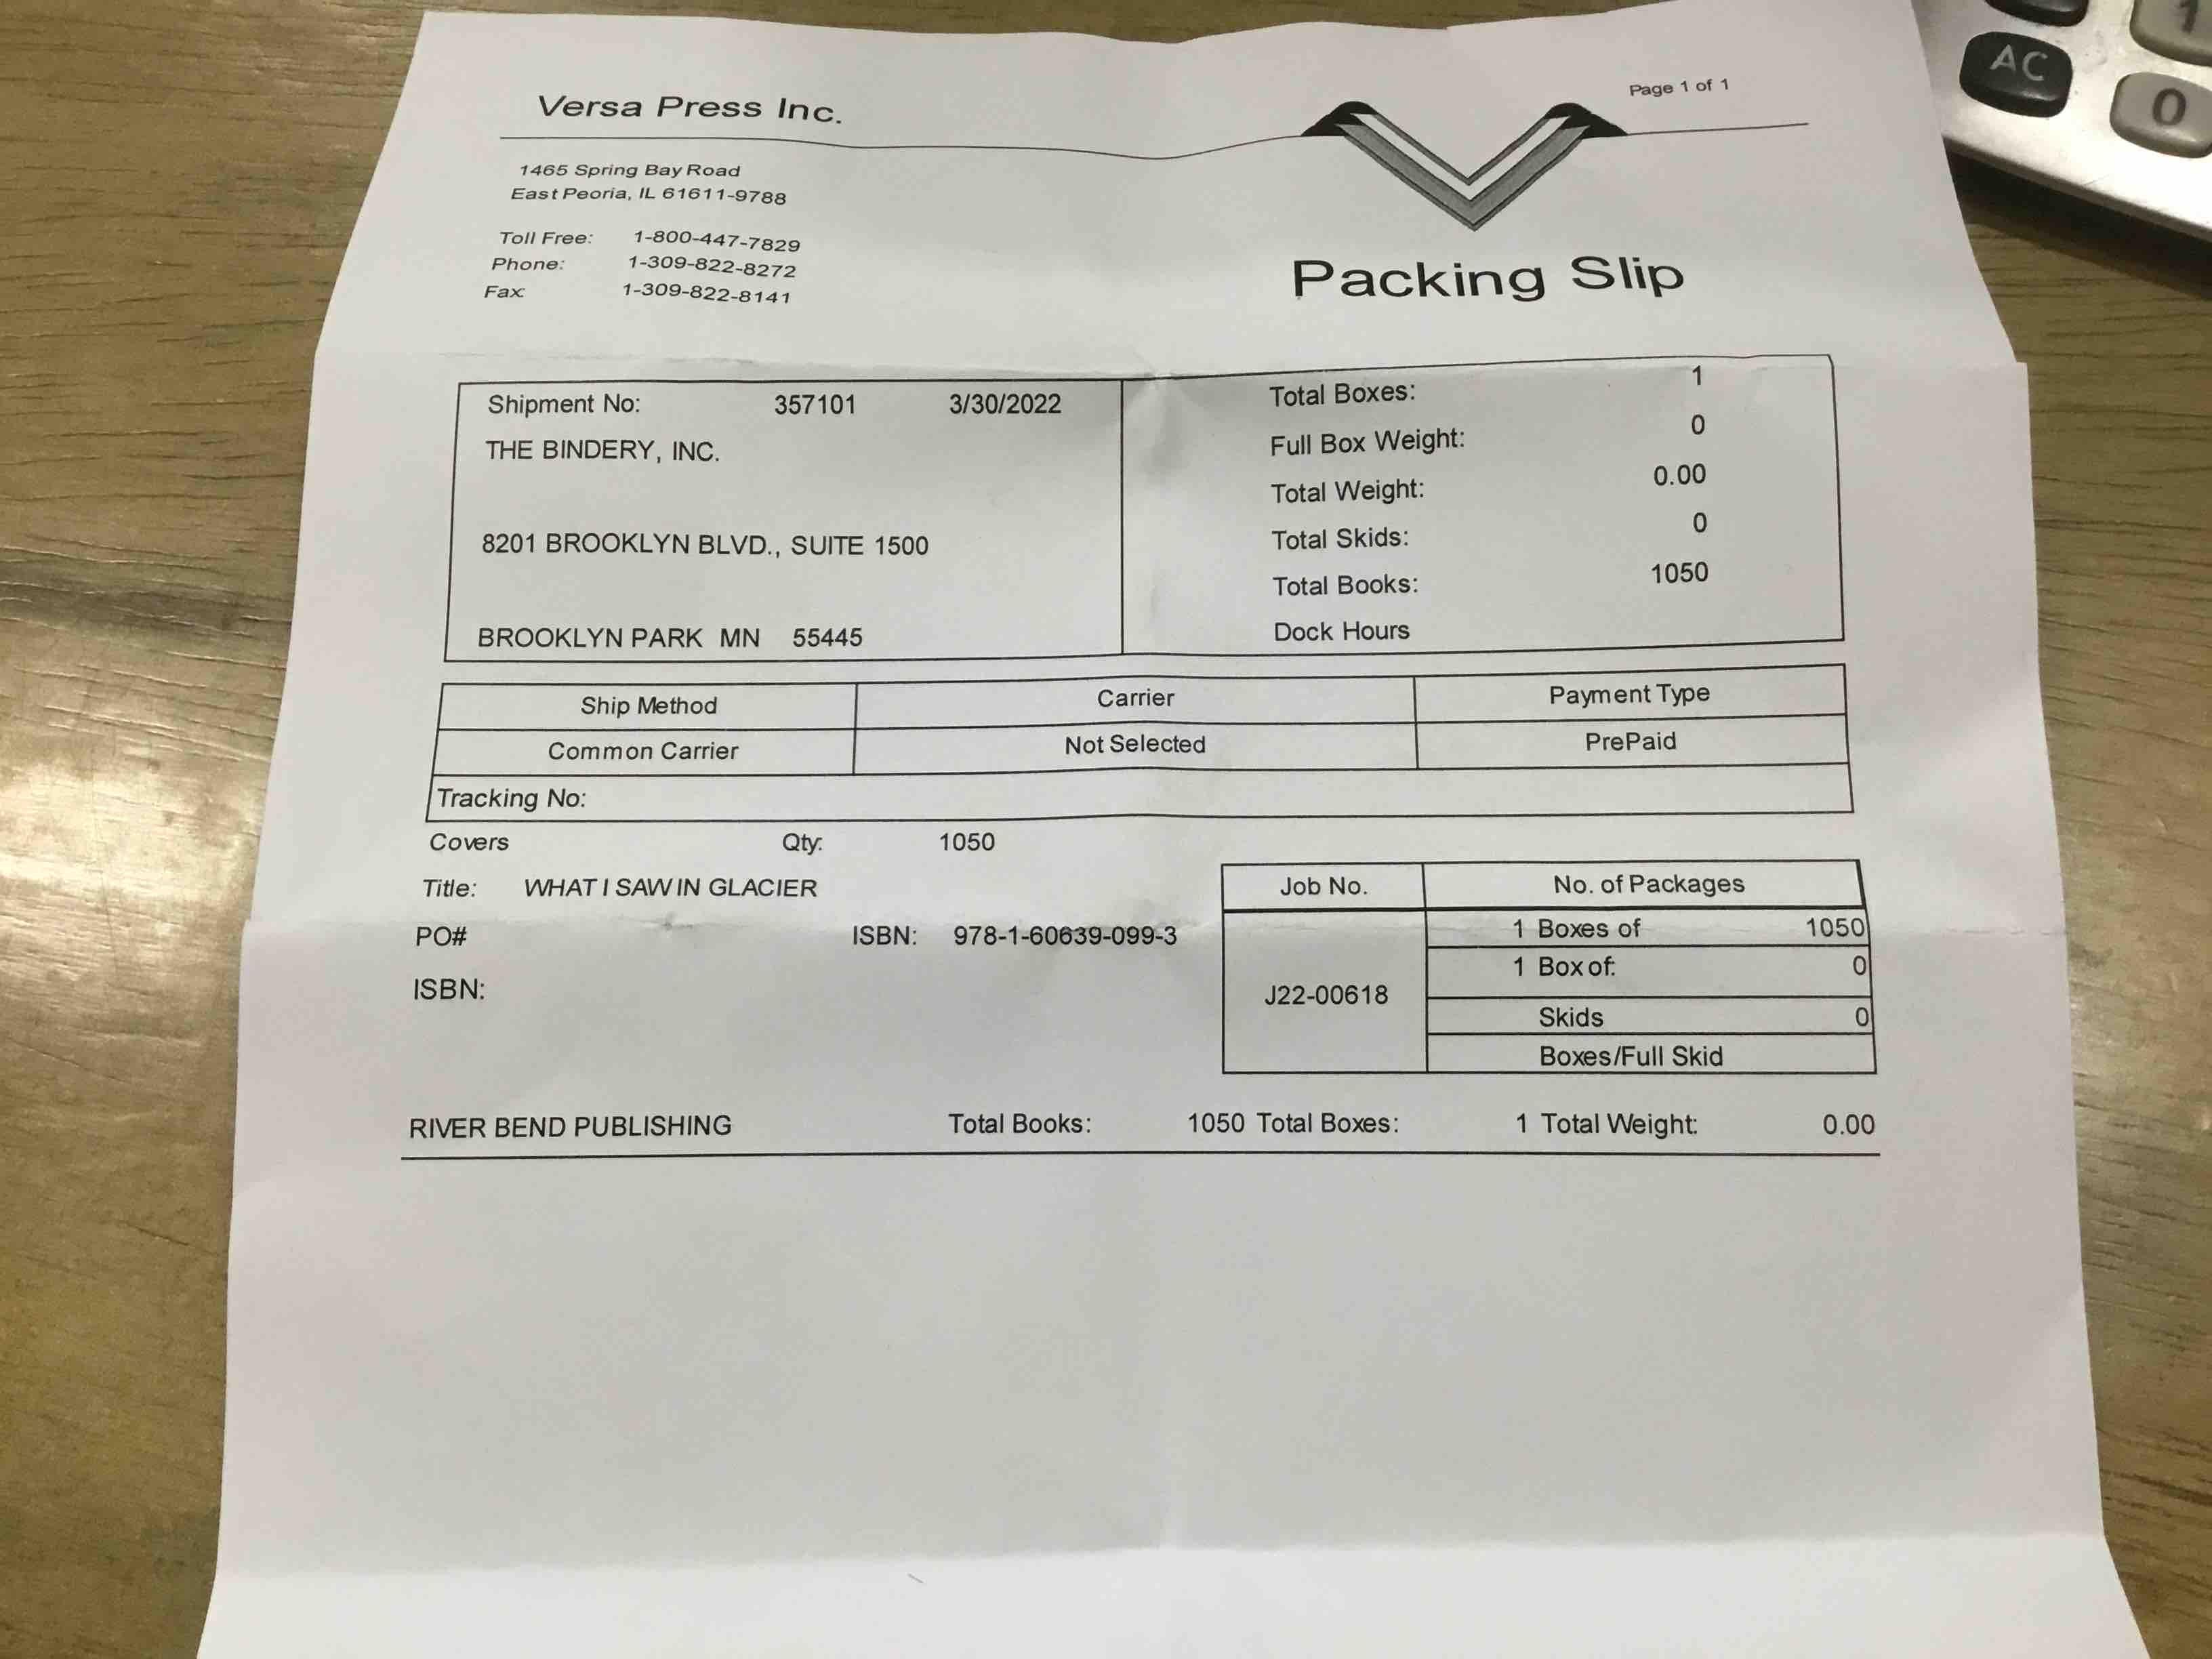 Page 1 of 1
Versa Press Inc.
1465 Spring Bay Road
East Peoria, IL 61611-9788
Toll Free: 1-800-447-7829
Phone: 1-309-822-8272
Fax: 1-309-822-8141
Packing Slip
Shipment No: 357101 3/30/2022
THE BINDERY, INC.
8201 BROOKLYN BLVD., SUITE 1500
BROOKLYN PARK MN 55445
Total Boxes: 1
Full Box Weight: 0
Total Weight: 0.00
Total Skids: 0
Total Books: 1050
Dock Hours
Ship Method Carrier Payment Type
Common Carrier Not Selected PrePaid
Tracking No:
Covers Qty: 1050
Title: WHAT I SAW IN GLACIER
PO# ISBN: 978-1-60639-099-3
ISBN:
Job No. No. of Packages
J22-00618
1 Boxes of 1050
1 Box of: 0
Skids 0
Boxes/Full Skid
RIVER BEND PUBLISHING Total Books: 1050 Total Boxes: 1 Total Weight: 0.00
AC
0
1